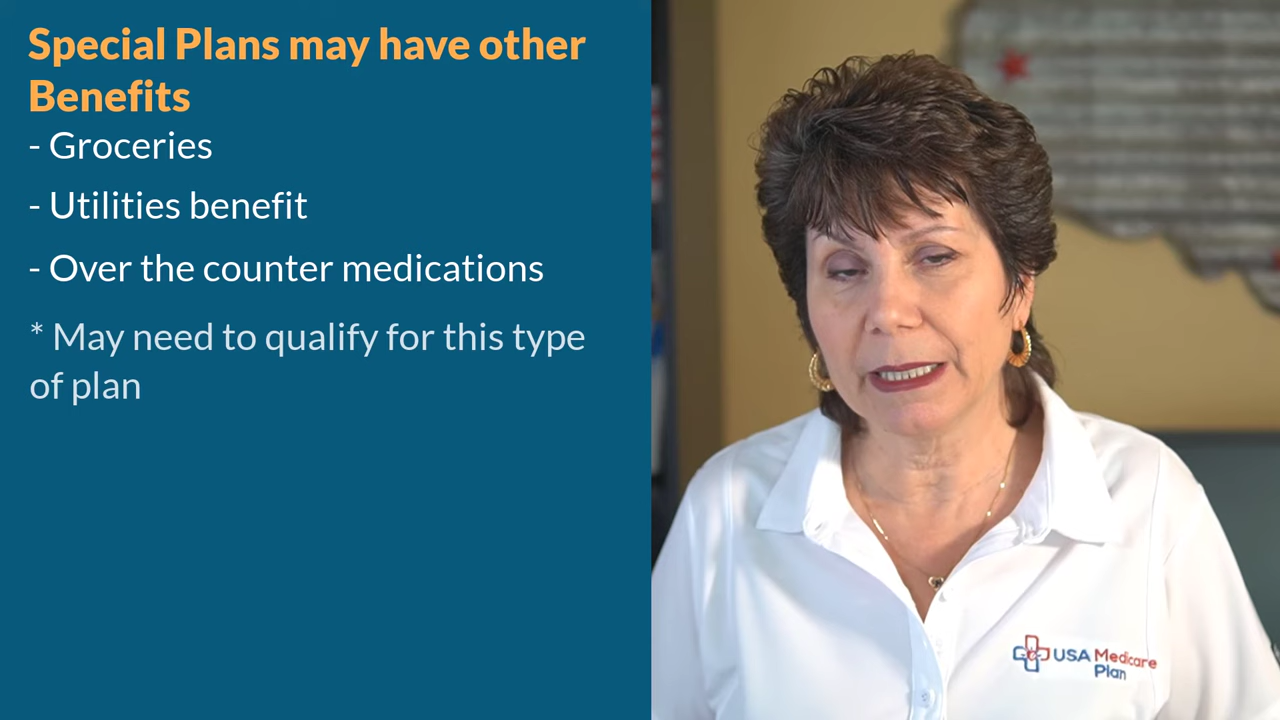 Special Plans may have other
Benefits
- Groceries
- Utilities benefit
- Over the counter medications
* May need to qualify for this type
of plan
USA Medicare
Plan